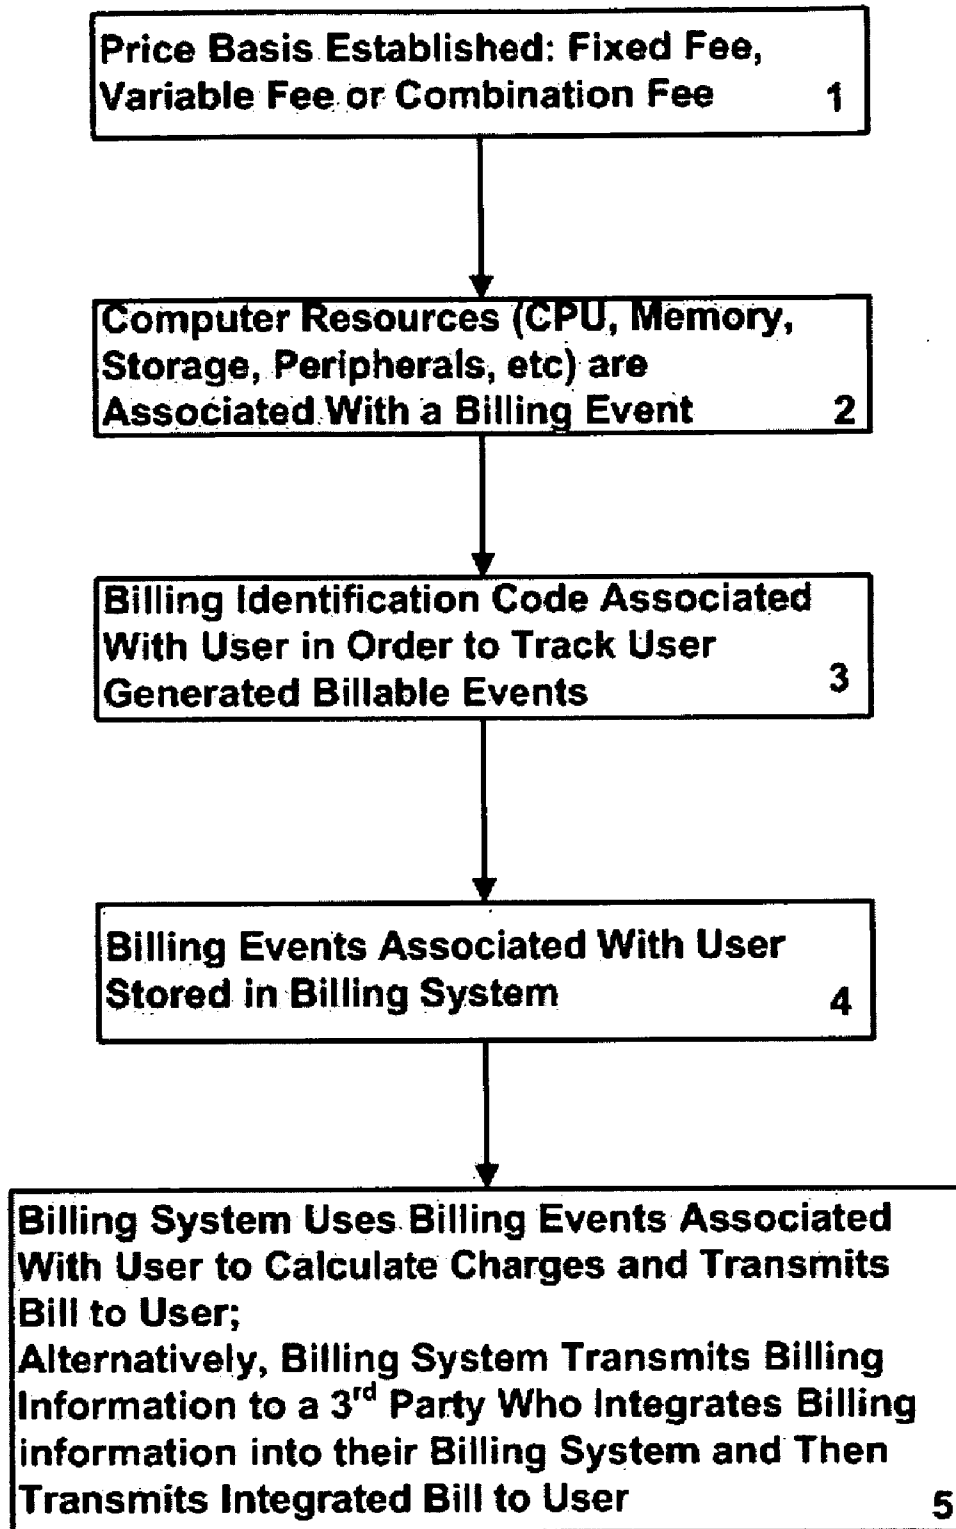 Price Basis Established: Fixed Fee,
Variable Fee or Combination Fee 1
Computer Resources (CPU, Memory,
Storage, Peripherals, etc) are
Associated With a Billing Event 2
Billing Identification Code Associated
With User in Order to Track User
Generated Billable Events 3
Billing Events Associated With User
Stored in Billing System 4
Billing System Uses Billing Events Associated
With User to Calculate Charges and Transmits
Bill to User;
Alternatively, Billing System Transmits Billing
Information to a 3rd Party Who Integrates Billing
information into their Billing System and Then
Transmits Integrated Bill to User 5